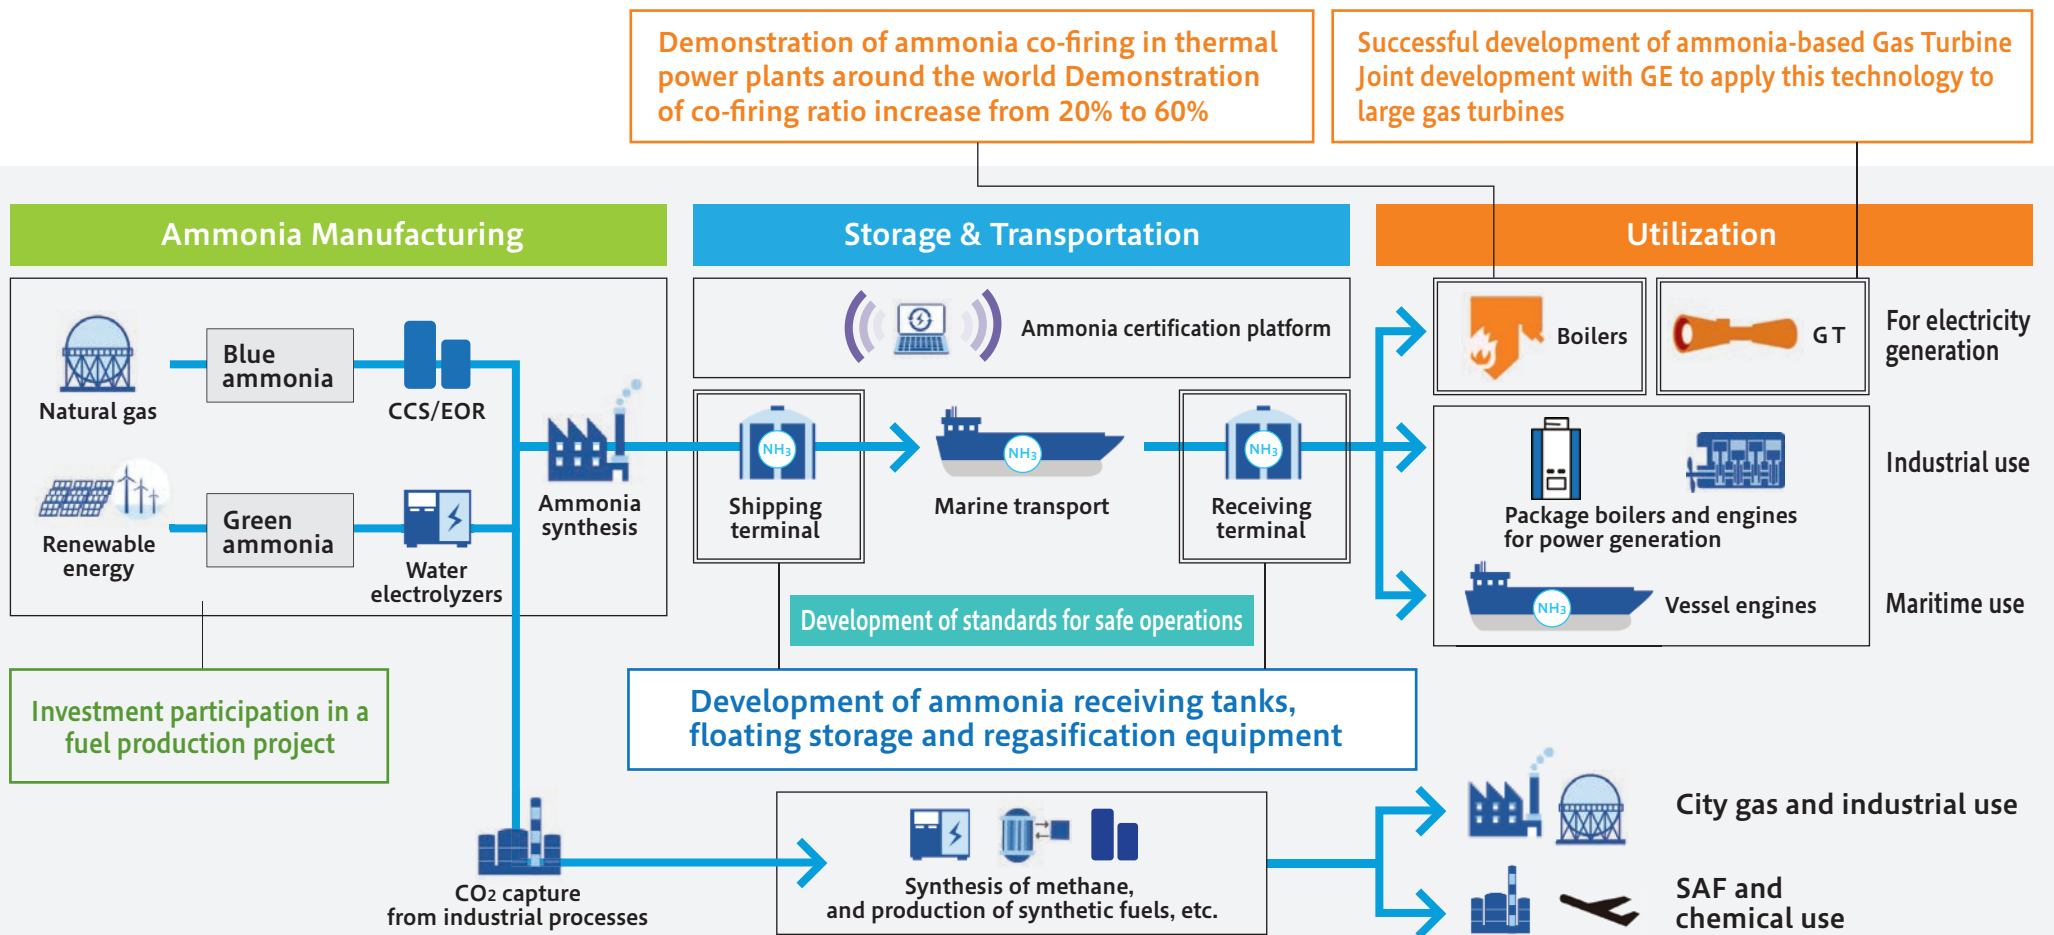 Demonstration of ammonia co-firing in thermal
power plants around the world Demonstration
of co-firing ratio increase from 20% to 60%
Successful development of ammonia-based Gas Turbine
Joint development with GE to apply this technology to
large gas turbines
Ammonia Manufacturing
Storage & Transportation
Utilization
Natural gas
Blue
ammonia
CCS/EOR
Renewable
energy
Green
ammonia
Water
electrolyzers
Ammonia
synthesis
Ammonia certification platform
NH3
Shipping
terminal
NH3
Marine transport
NH3
Receiving
terminal
Boilers
GT
For electricity
generation
Package boilers and engines
for power generation
Industrial use
NH3
Vessel engines
Maritime use
Development of standards for safe operations
Investment participation in a
fuel production project
Development of ammonia receiving tanks,
floating storage and regasification equipment
CO2 capture
from industrial processes
Synthesis of methane,
and production of synthetic fuels, etc.
City gas and industrial use
SAF and
chemical use